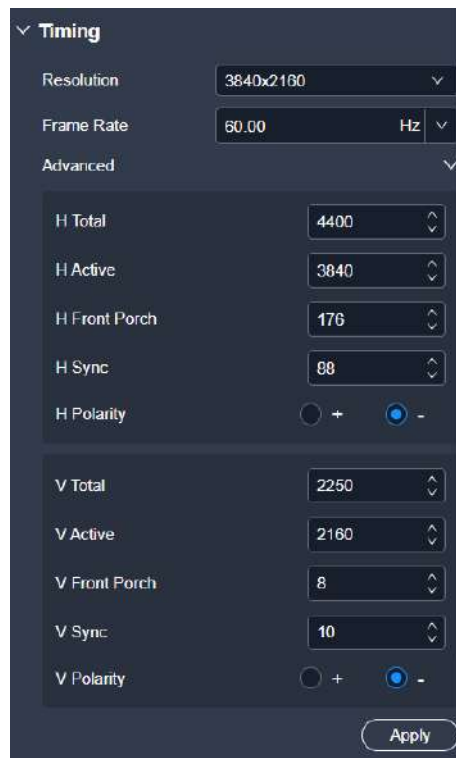 Timing
Resolution 3840x2160
Frame Rate 60.00 Hz
Advanced
H Total 4400
H Active 3840
H Front Porch 176
H Sync 88
H Polarity + -
V Total 2250
V Active 2160
V Front Porch 8
V Sync 10
V Polarity + -
Apply